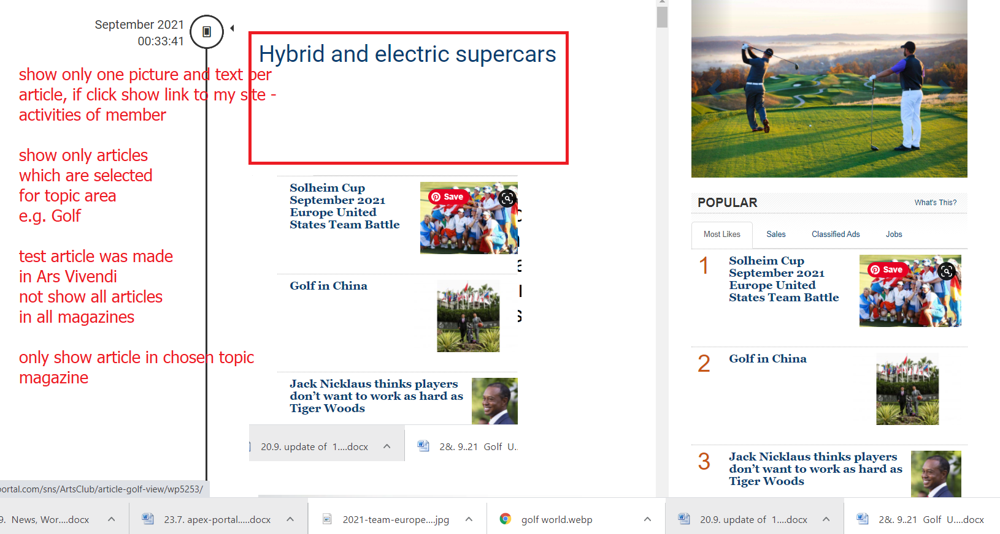 September 2021
00:33:41
Hybrid and electric supercars
show only one picture and text per
article, if click show link to my site -
activities of member
show only articles
which are selected
for topic area
e.g. Golf
test article was made
in Ars Vivendi
not show all articles
in all magazines
only show article in chosen topic
magazine
Solheim Cup
September 2021
Europe United
States Team Battle
Save
Golf in China
Jack Nicklaus thinks players
don’t want to work as hard as
Tiger Woods
20.9. update of 1....docx
2&. 9..21 Golf U..
POPULAR
What's This?
Most Likes
Sales
Classified Ads
Jobs
1
Solheim Cup
September 2021
Europe United
States Team Battle
Save
2
Golf in China
3
Jack Nicklaus thinks players
don’t want to work as hard as
Tiger Woods
portal.com/sns/ArtsClub/article-golf-view/wp5253/
9. News, Wor....docx
23.7. apex-portal.....docx
2021-team-europe....jpg
golf world.webp
20.9. update of 1....docx
2&. 9..21 Golf U....docx